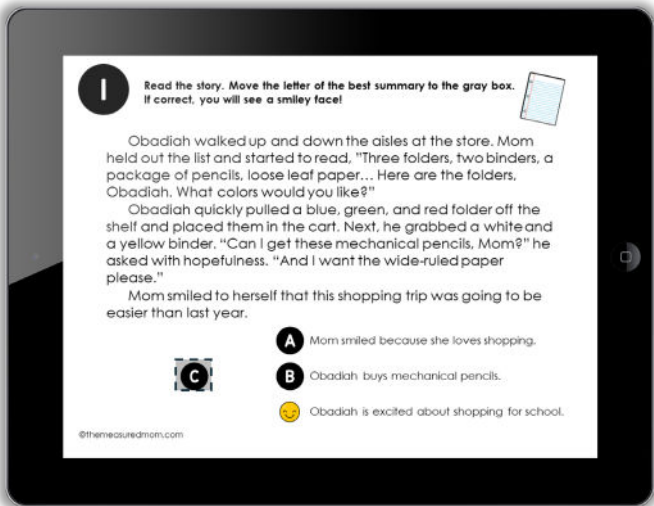 1
Read the story. Move the letter of the best summary to the gray box.
If correct, you will see a smiley face!
Obadiah walked up and down the aisles at the store. Mom
held out the list and started to read, "Three folders, two binders, a
package of pencils, loose leaf paper... Here are the folders,
Obadiah. What colors would you like?"
Obadiah quickly pulled a blue, green, and red folder off the
shelf and placed them in the cart. Next, he grabbed a white and
a yellow binder. "Can I get these mechanical pencils, Mom?" he
asked with hopefulness. "And I want the wide-ruled paper
please."
Mom smiled to herself that this shopping trip was going to be
easier than last year.
A Mom smiled because she loves shopping.
C
B Obadiah buys mechanical pencils.
Obadiah is excited about shopping for school.
©themeasuredmom.com